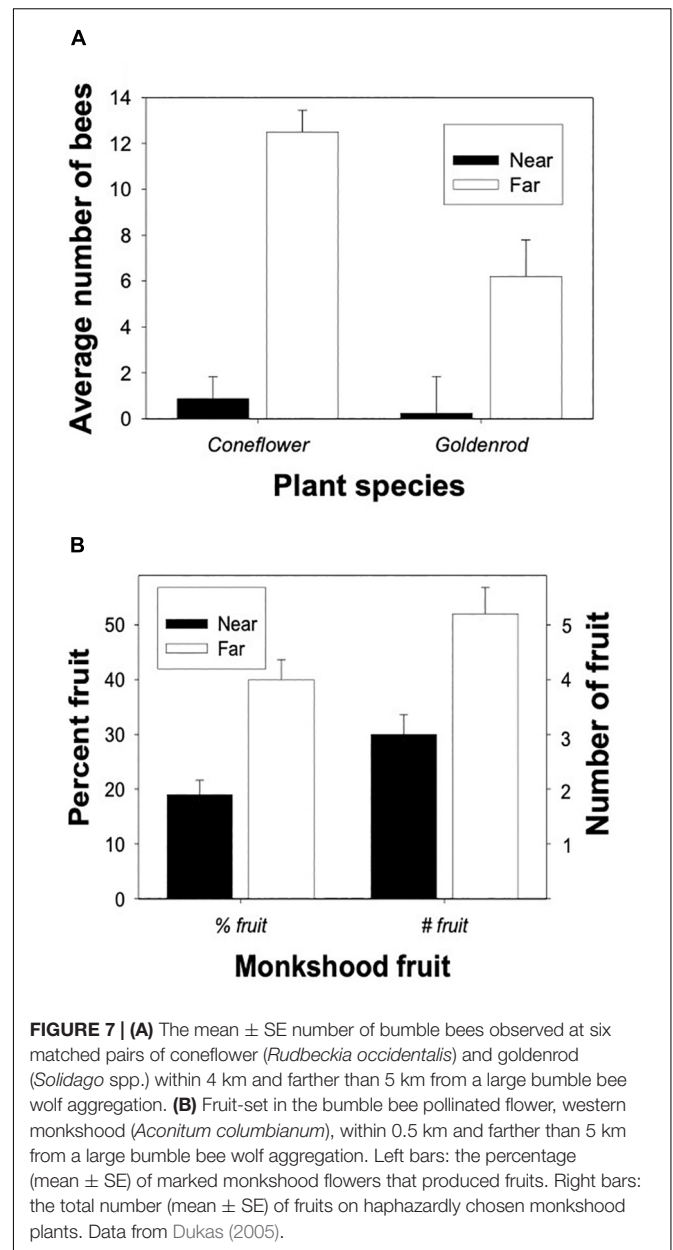 A
Average number of bees
14
12
10
8
6
4
2
0
Near
Far
Coneflower
Goldenrod
Plant species
B
Percent fruit
50
40
30
20
10
0
Near
Far
5
4
3
2
1
Number of fruit
% fruit
# fruit
Monkshood fruit
FIGURE 7 | (A) The mean ± SE number of bumble bees observed at six
matched pairs of coneflower (Rudbeckia occidentalis) and goldenrod
(Solidago spp.) within 4 km and farther than 5 km from a large bumble bee
wolf aggregation. (B) Fruit-set in the bumble bee pollinated flower, western
monkshood (Aconitum columbianum), within 0.5 km and farther than 5 km
from a large bumble bee wolf aggregation. Left bars: the percentage
(mean ± SE) of marked monkshood flowers that produced fruits. Right bars:
the total number (mean ± SE) of fruits on haphazardly chosen monkshood
plants. Data from Dukas (2005).